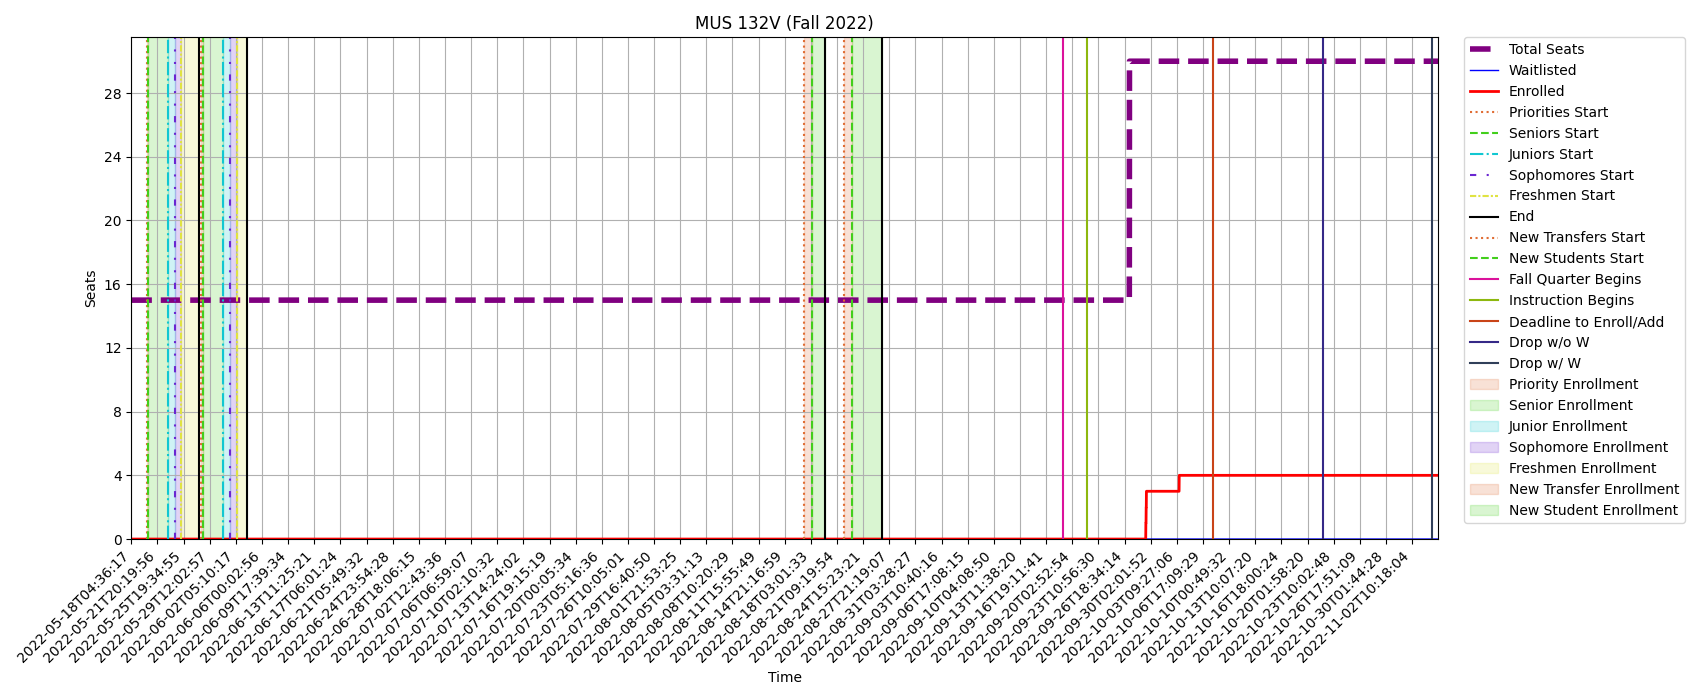 MUS 132V (Fall 2022)
Seats
28
24
20
16
12
8
4
0
2022-05-18T04:36:17
2022-05-21T20:19:56
2022-05-25T19:34:55
2022-05-29T12:02:57
2022-06-02T05:10:17
2022-06-06T00:02:56
2022-06-09T17:39:34
2022-06-13T11:25:21
2022-06-17T06:01:24
2022-06-21T05:49:32
2022-06-24T23:54:28
2022-06-28T18:06:15
2022-07-02T12:43:36
2022-07-06T06:59:07
2022-07-10T02:10:32
2022-07-13T14:24:02
2022-07-16T19:15:19
2022-07-20T00:05:34
2022-07-23T05:16:36
2022-07-26T10:05:01
2022-07-29T16:40:50
2022-08-01T21:53:25
2022-08-05T03:31:13
2022-08-08T10:20:29
2022-08-11T15:55:49
2022-08-14T21:16:59
2022-08-18T03:01:33
2022-08-21T09:19:54
2022-08-24T15:23:21
2022-08-27T21:19:07
2022-08-31T03:28:27
2022-09-03T10:40:16
2022-09-06T17:08:15
2022-09-10T04:08:50
2022-09-13T11:38:20
2022-09-16T19:11:41
2022-09-20T02:52:54
2022-09-23T10:56:30
2022-09-26T18:34:14
2022-09-30T02:01:52
2022-10-03T09:27:06
2022-10-06T17:09:29
2022-10-10T00:49:32
2022-10-13T10:07:20
2022-10-16T18:00:24
2022-10-20T01:58:20
2022-10-23T10:02:48
2022-10-26T17:51:09
2022-10-30T01:44:28
2022-11-02T10:18:04
Time
Total Seats
Waitlisted
Enrolled
Priorities Start
Seniors Start
Juniors Start
Sophomores Start
Freshmen Start
End
New Transfers Start
New Students Start
Fall Quarter Begins
Instruction Begins
Deadline to Enroll/Add
Drop w/o W
Drop w/ W
Priority Enrollment
Senior Enrollment
Junior Enrollment
Sophomore Enrollment
Freshmen Enrollment
New Transfer Enrollment
New Student Enrollment